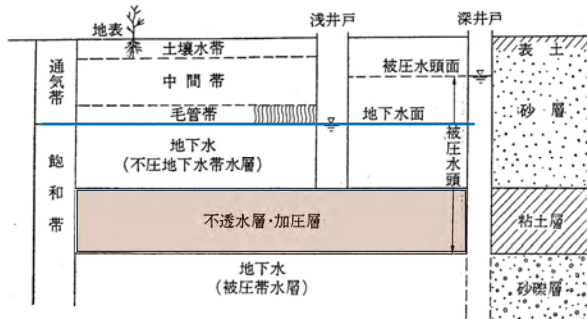 浅井戸
深井戸
地表
土壌水帯
表土
被圧水頭面
通気帯
中間帯
砂層
毛管帯
地下水面
地下水
(不圧地下水帯水層)
被圧水頭
飽和帯
不透水層・加圧層
粘土層
地下水
(被圧帯水層)
砂礫層